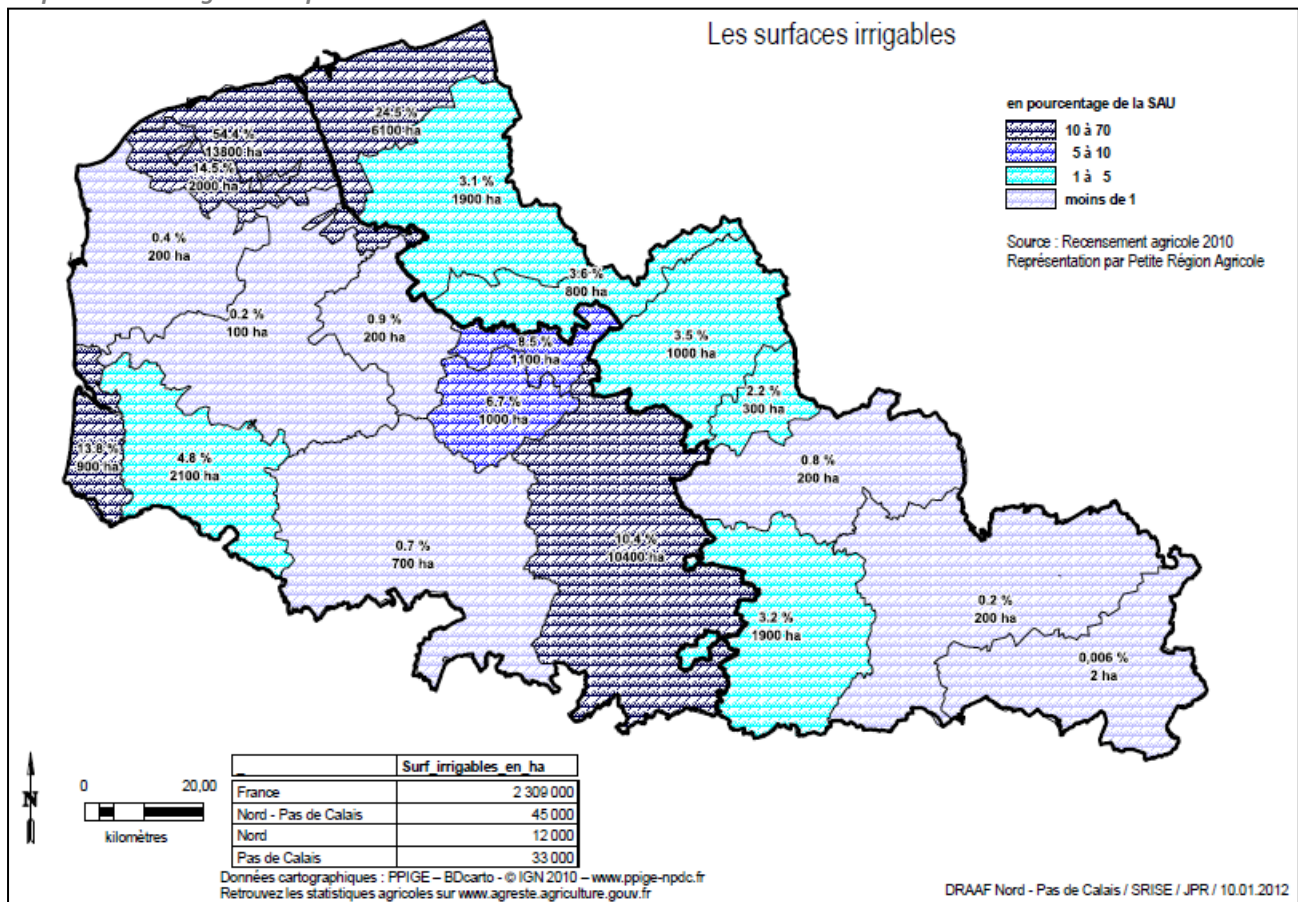 Les surfaces irrigables
en pourcentage de la SAU
10 à 70
5 à 10
1 à 5
moins de 1
Source : Recensement agricole 2010
Représentation par Petite Région Agricole
24.5 %
6100 ha
54.4 %
13800 ha
14.5 %
2000 ha
3.1 %
1900 ha
0.4 %
200 ha
3.6 %
800 ha
0.2 %
100 ha
0.9 %
200 ha
8.5 %
1100 ha
3.5 %
1000 ha
6.7 %
1000 ha
2.2 %
300 ha
13.8 %
900 ha
4.8 %
2100 ha
0.8 %
200 ha
0.7 %
700 ha
10.4 %
10400 ha
3.2 %
1900 ha
0.2 %
200 ha
0,006 %
2 ha
N
0 20,00
kilomètres
_ Surf_irrigables_en_ha
France 2 309 000
Nord - Pas de Calais 45 000
Nord 12 000
Pas de Calais 33 000
Données cartographiques : PPIGE – BDcarto - © IGN 2010 – www.ppige-npdc.fr
Retrouvez les statistiques agricoles sur www.agreste.agriculture.gouv.fr
DRAAF Nord - Pas de Calais / SRISE / JPR / 10.01.2012